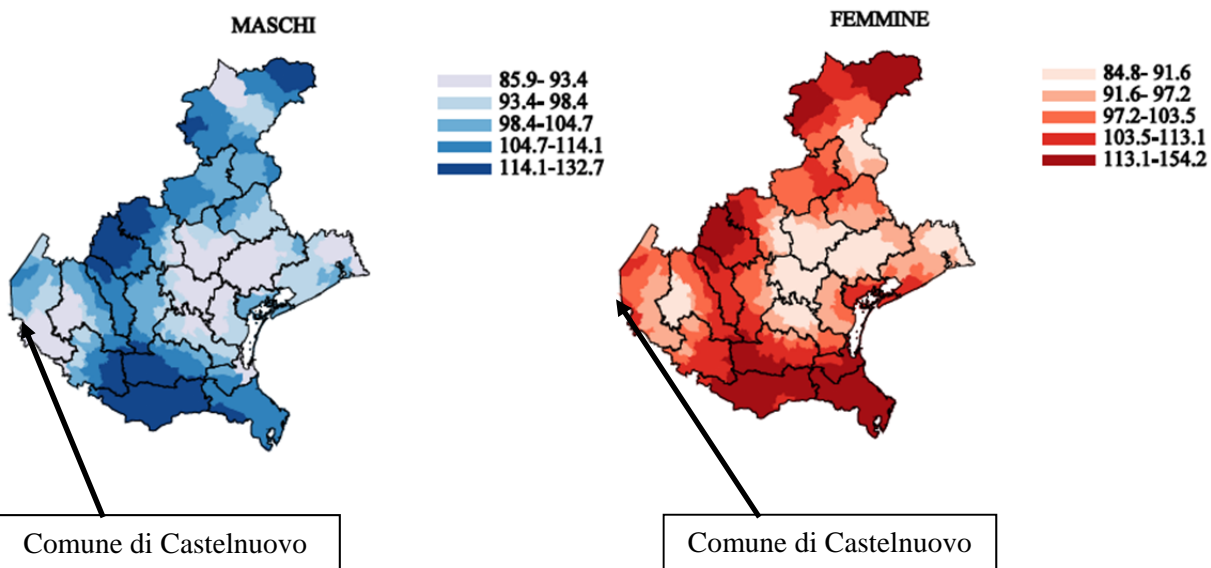 MASCHI
85.9- 93.4
93.4- 98.4
98.4-104.7
104.7-114.1
114.1-132.7
Comune di Castelnuovo
FEMMINE
84.8- 91.6
91.6- 97.2
97.2-103.5
103.5-113.1
113.1-154.2
Comune di Castelnuovo